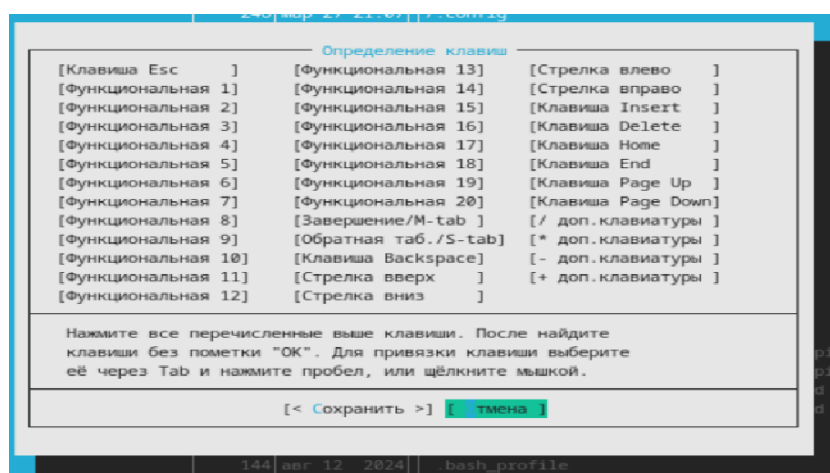 248 мар 27 21:07 /.config
Определение клавиш
[Клавиша Esc ] [Функциональная 13] [Стрелка влево ]
[Функциональная 1] [Функциональная 14] [Стрелка вправо ]
[Функциональная 2] [Функциональная 15] [Клавиша Insert ]
[Функциональная 3] [Функциональная 16] [Клавиша Delete ]
[Функциональная 4] [Функциональная 17] [Клавиша Home ]
[Функциональная 5] [Функциональная 18] [Клавиша End ]
[Функциональная 6] [Функциональная 19] [Клавиша Page Up ]
[Функциональная 7] [Функциональная 20] [Клавиша Page Down]
[Функциональная 8] [Завершение/M-tab ] [/ доп.клавиатуры ]
[Функциональная 9] [Обратная таб./S-tab] [* доп.клавиатуры ]
[Функциональная 10] [Клавиша Backspace] [- доп.клавиатуры ]
[Функциональная 11] [Стрелка вверх ] [+ доп.клавиатуры ]
[Функциональная 12] [Стрелка вниз ]
Нажмите все перечисленные выше клавиши. После найдите
клавиши без пометки "OK". Для привязки клавиши выберите
её через Tab и нажмите пробел, или щёлкните мышкой.
[< Сохранить >] [ тмена ]
144 авг 12 2024 .bash_profile